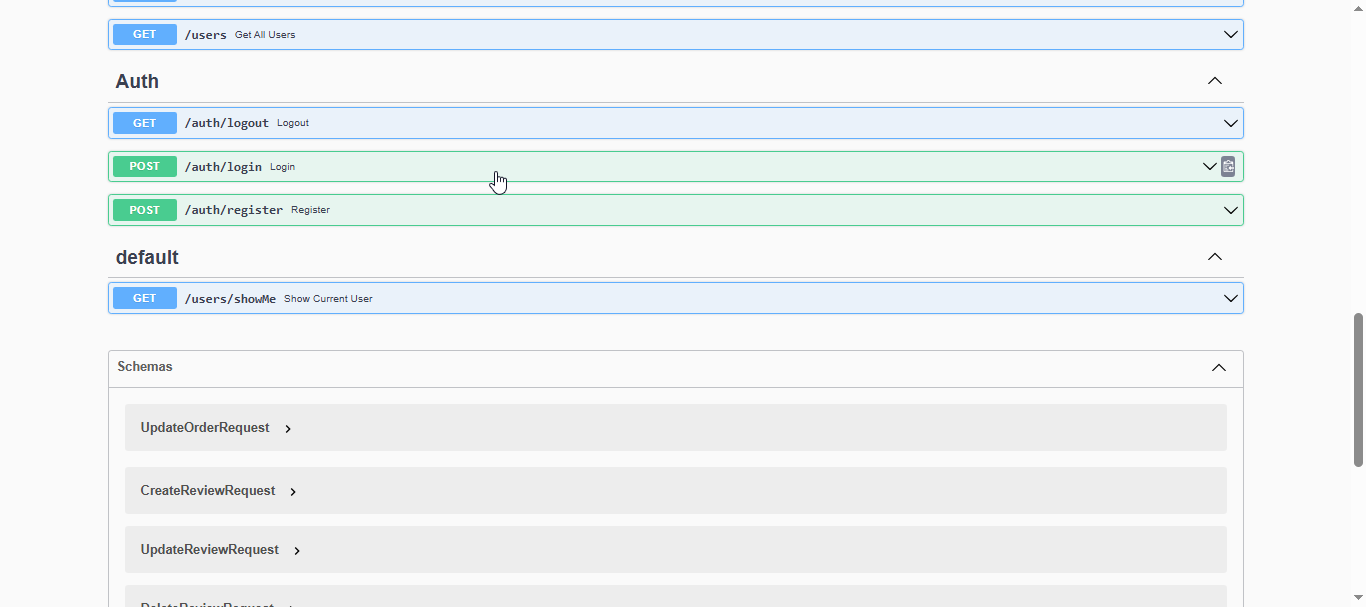 GET /users Get All Users
Auth
GET /auth/logout Logout
POST /auth/login Login
POST /auth/register Register
default
GET /users/showMe Show Current User
Schemas
UpdateOrderRequest
CreateReviewRequest
UpdateReviewRequest
DeleteReviewRequest